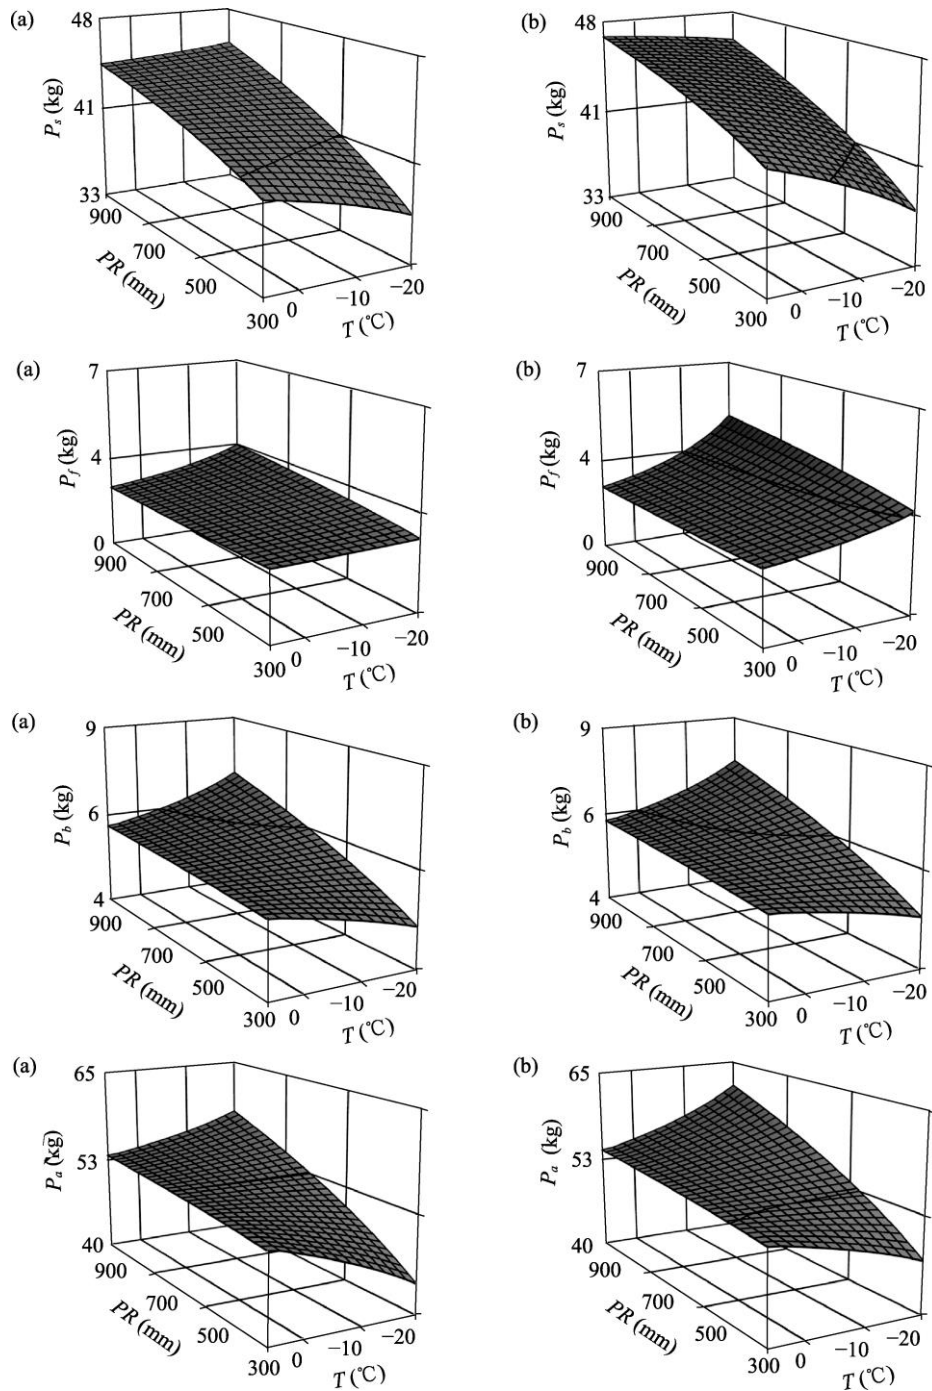 (a)
48
P_s (kg)
41
33
900
700
PR (mm)
500
300
0
−10
−20
T (℃)
(b)
48
P_s (kg)
41
33
900
700
PR (mm)
500
300
0
−10
−20
T (℃)
(a)
7
P_f (kg)
4
0
900
700
PR (mm)
500
300
0
−10
−20
T (℃)
(b)
7
P_f (kg)
4
0
900
700
PR (mm)
500
300
0
−10
−20
T (℃)
(a)
9
P_b (kg)
6
4
900
700
PR (mm)
500
300
0
−10
−20
T (℃)
(b)
9
P_b (kg)
6
4
900
700
PR (mm)
500
300
0
−10
−20
T (℃)
(a)
65
P_a (kg)
53
40
900
700
PR (mm)
500
300
0
−10
−20
T (℃)
(b)
65
P_a (kg)
53
40
900
700
PR (mm)
500
300
0
−10
−20
T (℃)